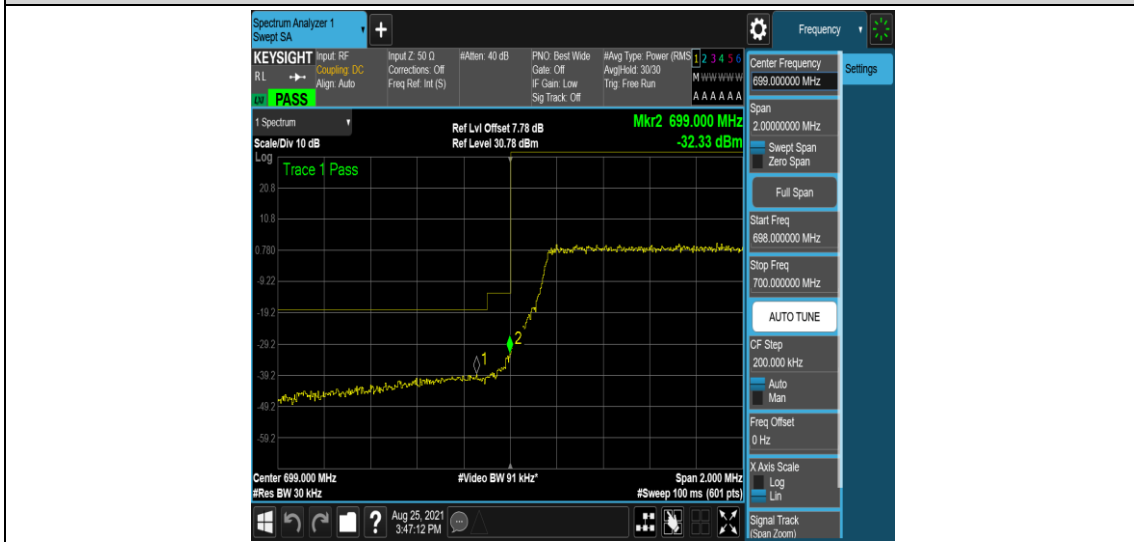 Spectrum Analyzer 1
Swept SA
+
Frequency
KEYSIGHT
RL
PASS
Input: RF
Coupling: DC
Align: Auto
Input Z: 50 Ω
Corrections: Off
Freq Ref: Int (S)
#Atten: 40 dB
PNO: Best Wide
Gate: Off
IF Gain: Low
Sig Track: Off
#Avg Type: Power (RMS
Avg|Hold: 30/30
Trig: Free Run
1 2 3 4 5 6
M W W W W W
A A A A A A
1 Spectrum
Scale/Div 10 dB
Ref Lvl Offset 7.78 dB
Ref Level 30.78 dBm
Mkr2 699.000 MHz
-32.33 dBm
Log
Trace 1 Pass
20.8
10.8
0.780
-9.22
-19.2
-29.2
-39.2
-49.2
-59.2
1
2
Center 699.000 MHz
#Res BW 30 kHz
#Video BW 91 kHz*
Span 2.000 MHz
#Sweep 100 ms (601 pts)
?
Aug 25, 2021
3:47:12 PM
Center Frequency
699.000000 MHz
Settings
Span
2.00000000 MHz
Swept Span
Zero Span
Full Span
Start Freq
698.000000 MHz
Stop Freq
700.000000 MHz
AUTO TUNE
CF Step
200.000 kHz
Auto
Man
Freq Offset
0 Hz
X Axis Scale
Log
Lin
Signal Track
(Span Zoom)